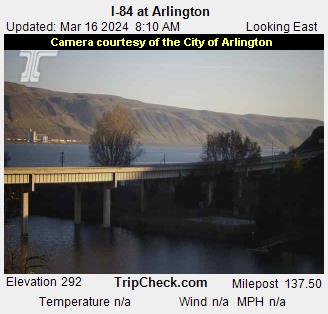 I-84 at Arlington
Updated: Mar 16 2024 8:10 AM Looking East
Camera courtesy of the City of Arlington
Elevation 292 TripCheck.com Milepost 137.50
Temperature n/a Wind n/a MPH n/a